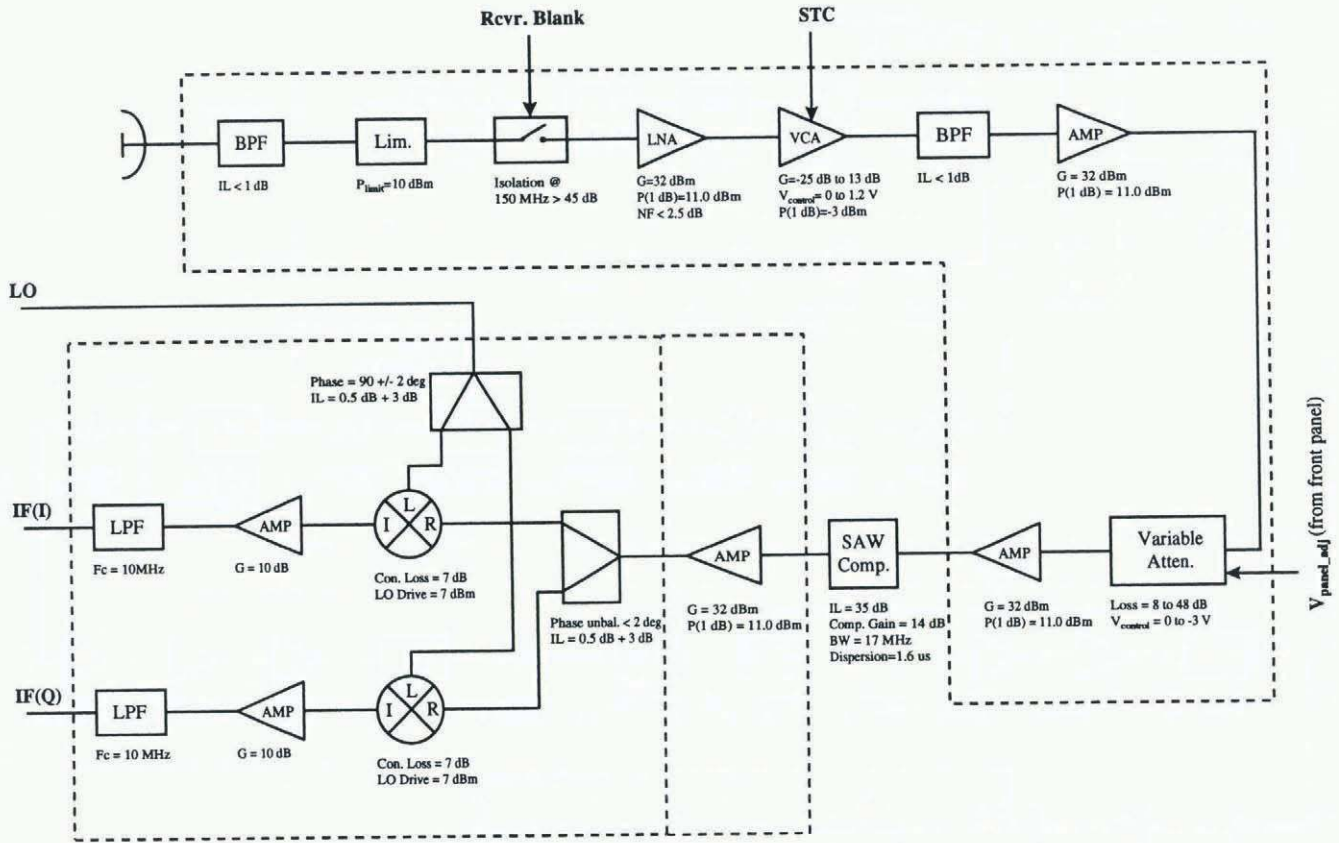 Rcvr. Blank
STC
BPF
IL < 1 dB
Lim.
P_limit=10 dBm
Isolation @
150 MHz > 45 dB
LNA
G=32 dBm
P(1 dB)=11.0 dBm
NF < 2.5 dB
VCA
G=-25 dB to 13 dB
V_control= 0 to 1.2 V
P(1 dB)=-3 dBm
BPF
IL < 1dB
AMP
G = 32 dBm
P(1 dB) = 11.0 dBm
LO
Phase = 90 +/- 2 deg
IL = 0.5 dB + 3 dB
IF(I)
LPF
Fc = 10MHz
AMP
G = 10 dB
L
I
R
Con. Loss = 7 dB
LO Drive = 7 dBm
Phase unbal. < 2 deg
IL = 0.5 dB + 3 dB
AMP
G = 32 dBm
P(1 dB) = 11.0 dBm
SAW
Comp.
IL = 35 dB
Comp. Gain = 14 dB
BW = 17 MHz
Dispersion=1.6 us
AMP
G = 32 dBm
P(1 dB) = 11.0 dBm
Variable
Atten.
Loss = 8 to 48 dB
V_control = 0 to -3 V
V_panel_adj (from front panel)
IF(Q)
LPF
Fc = 10 MHz
AMP
G = 10 dB
L
I
R
Con. Loss = 7 dB
LO Drive = 7 dBm